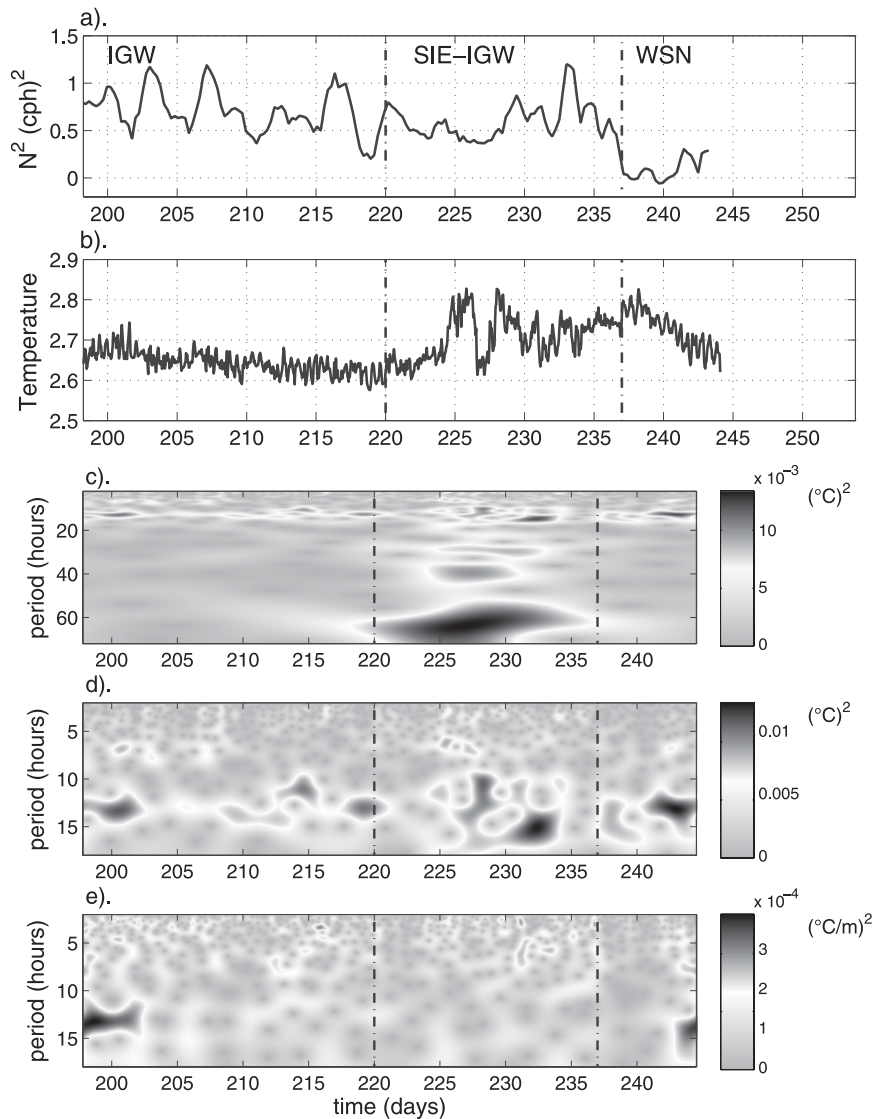 a).
IGW SIE–IGW WSN
N² (cph)²
1.5
1
0.5
0
200 205 210 215 220 225 230 235 240 245 250
b).
Temperature
2.9
2.8
2.7
2.6
2.5
200 205 210 215 220 225 230 235 240 245 250
c).
period (hours)
20
40
60
200 205 210 215 220 225 230 235 240
x 10⁻³
(°C)²
10
5
0
d).
period (hours)
5
10
15
200 205 210 215 220 225 230 235 240
(°C)²
0.01
0.005
0
e).
period (hours)
5
10
15
200 205 210 215 220 225 230 235 240
time (days)
x 10⁻⁴
(°C/m)²
3
2
1
0